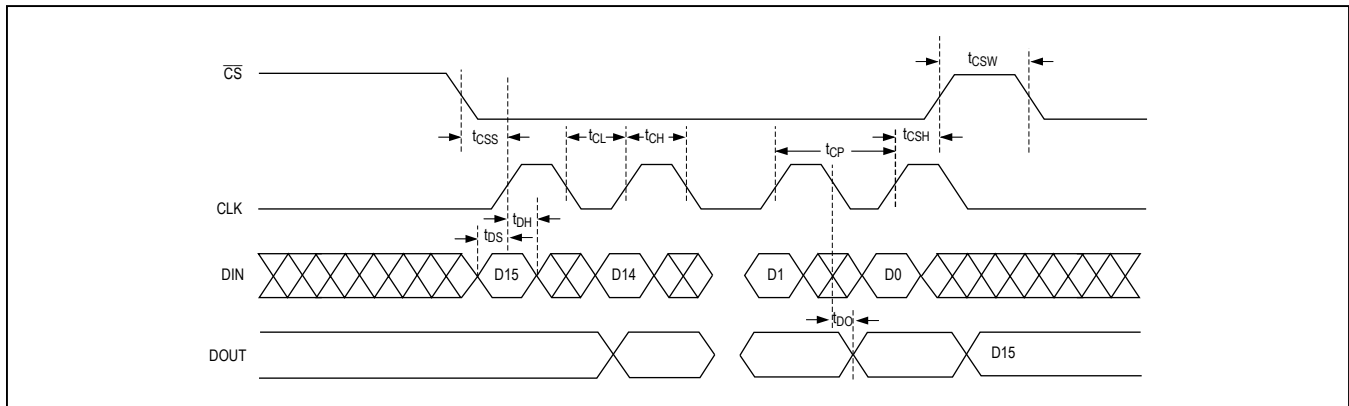 CS
tCSW
tCSS
tCL
tCH
tCP
tCSH
CLK
tDH
tDS
DIN
D15
D14
D1
D0
tDO
DOUT
D15